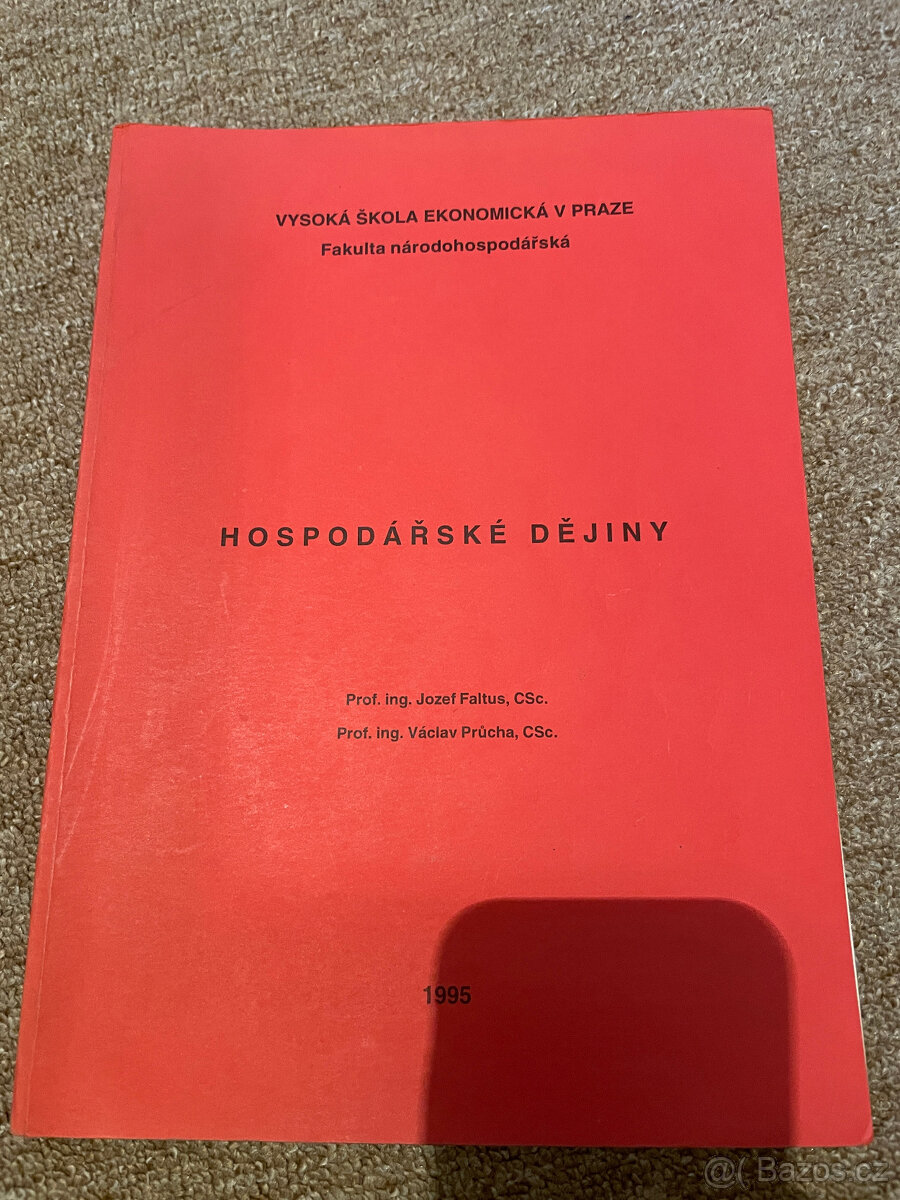 VYSOKÁ ŠKOLA EKONOMICKÁ V PRAZE
Fakulta národohospodářská
HOSPODÁŘSKÉ DĚJINY
Prof. ing. Jozef Faltus, CSc.
Prof. ing. Václav Průcha, CSc.
1995
@( Bazos.cz